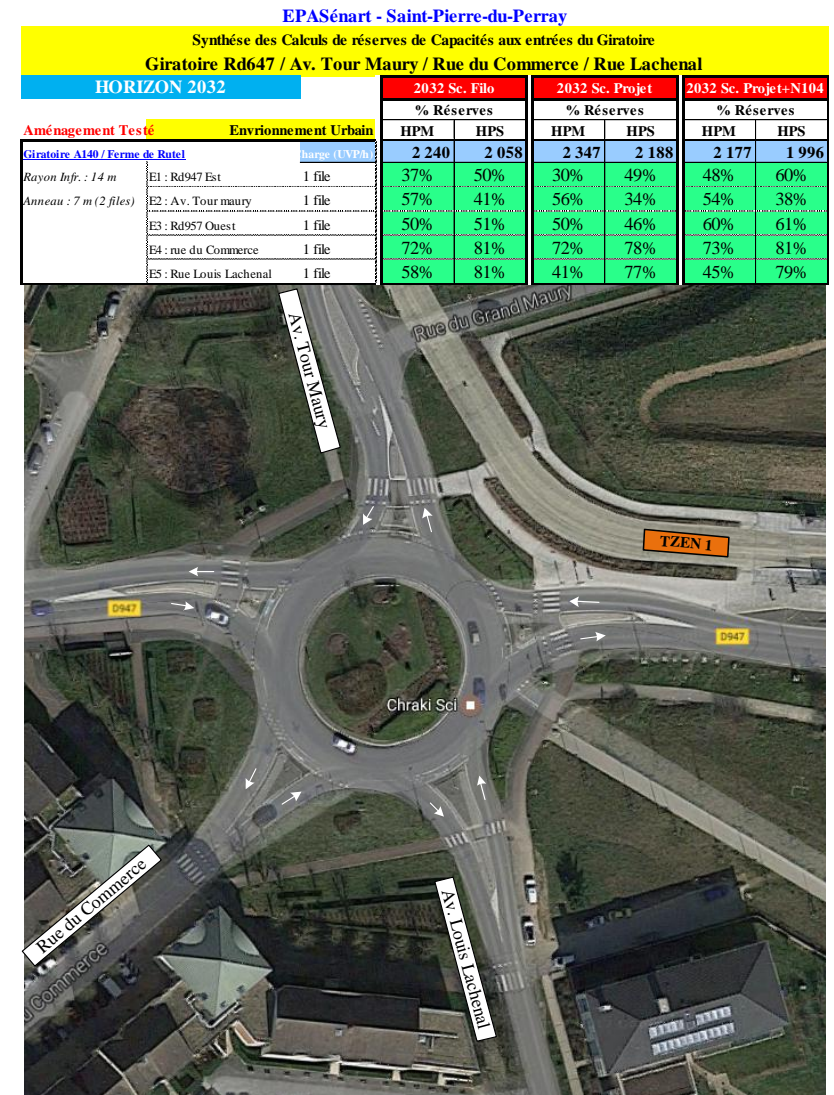 EPASénart - Saint-Pierre-du-Perray
Synthése des Calculs de réserves de Capacités aux entrées du Giratoire
Giratoire Rd647 / Av. Tour Maury / Rue du Commerce / Rue Lachenal
HORIZON 2032 2032 Sc. Filo 2032 Sc. Projet 2032 Sc. Projet+N104
% Réserves % Réserves % Réserves
Aménagement Testé Envrionnement Urbain HPM HPS HPM HPS HPM HPS
Giratoire A140 / Ferme de Rutel harge (UVP/h) 2 240 2 058 2 347 2 188 2 177 1 996
Rayon Infr. : 14 m E1 : Rd947 Est 1 file 37% 50% 30% 49% 48% 60%
Anneau : 7 m (2 files) E2 : Av. Tour maury 1 file 57% 41% 56% 34% 54% 38%
E3 : Rd957 Ouest 1 file 50% 51% 50% 46% 60% 61%
E4 : rue du Commerce 1 file 72% 81% 72% 78% 73% 81%
E5 : Rue Louis Lachenal 1 file 58% 81% 41% 77% 45% 79%
Rue du Grand Maury
Av. Tour Maury
TZEN 1
D947
D947
Chraki Sci
Rue du Commerce
u Commerce
Av. Louis Lachenal